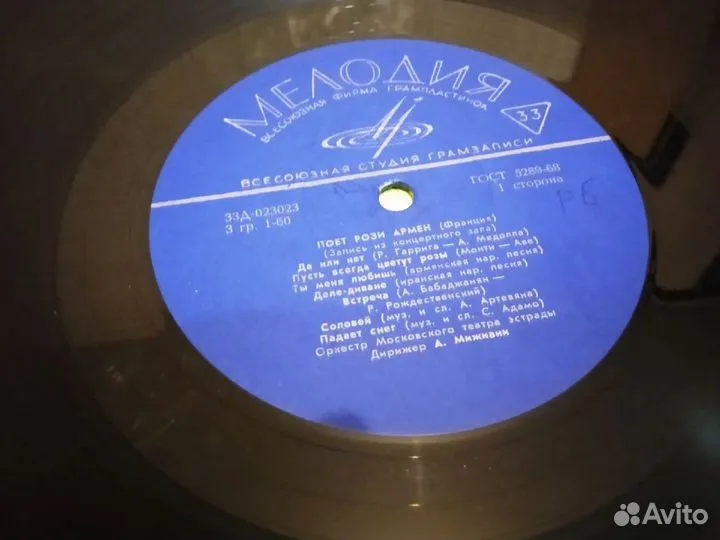 МЕЛОДИЯ
ВСЕСОЮЗНАЯ ФИРМА ГРАМПЛАСТИНОК
33
ВСЕСОЮЗНАЯ СТУДИЯ ГРАМЗАПИСИ
33Д-023023
3 гр. 1-60
ГОСТ 5289-68
1 сторона
РБ
ПОЕТ РОЗИ АРМЕН (Франция)
(Запись из концертного зала)
Да или нет (Р. Гаррига — А. Медолла)
Пусть всегда цветут розы (Монти — Аве)
Ты меня любишь (армянская нар. песня)
Деле-диване (иранская нар. песня)
Встреча (А. Бабаджанян —
Р. Рождественский)
Соловей (муз. и сл. А. Артевана)
Падает снег (муз. и сл. С. Адамо)
Оркестр Московского театра эстрады
Дирижер А. Миживин
Avito